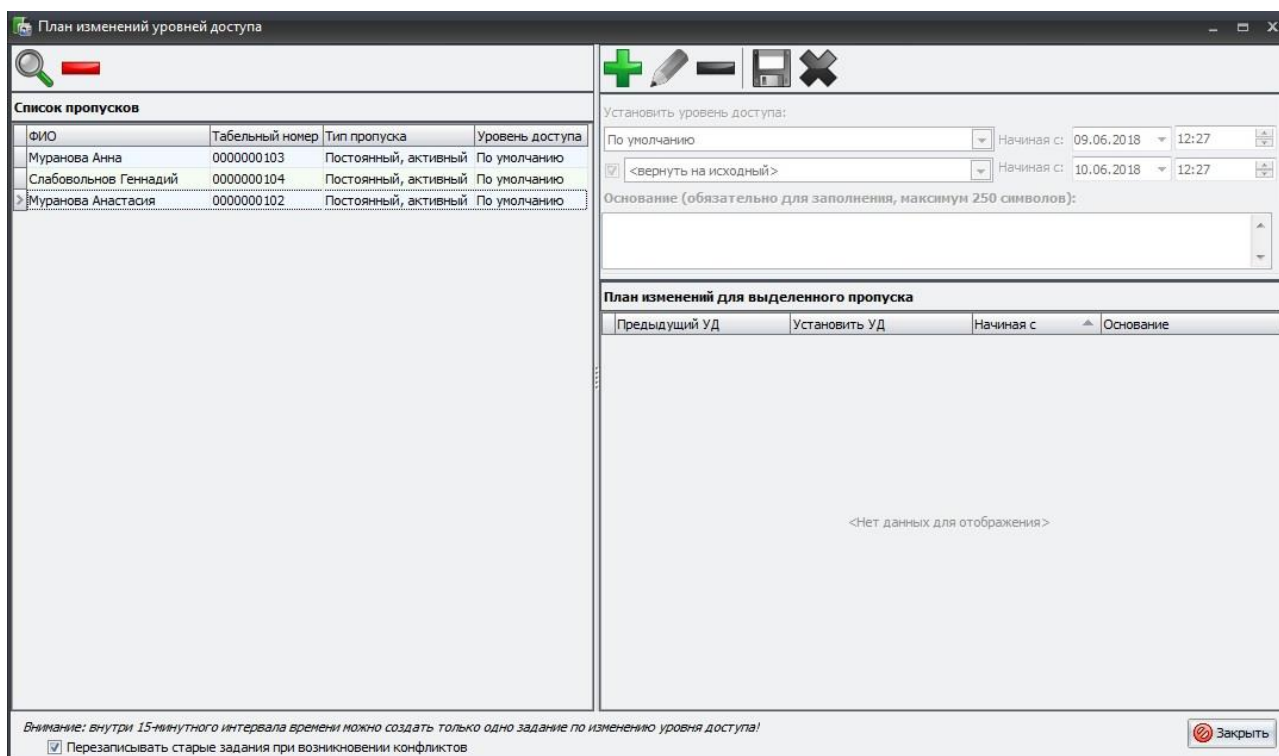 План изменений уровней доступа
Список пропусков
ФИО Табельный номер Тип пропуска Уровень доступа
Муранова Анна 0000000103 Постоянный, активный По умолчанию
Слабовольнов Геннадий 0000000104 Постоянный, активный По умолчанию
Муранова Анастасия 0000000102 Постоянный, активный По умолчанию
Установить уровень доступа:
По умолчанию Начиная с: 09.06.2018 12:27
<вернуть на исходный> Начиная с: 10.06.2018 12:27
Основание (обязательно для заполнения, максимум 250 символов):
План изменений для выделенного пропуска
Предыдущий УД Установить УД Начиная с Основание
<Нет данных для отображения>
Внимание: внутри 15-минутного интервала времени можно создать только одно задание по изменению уровня доступа!
Перезаписывать старые задания при возникновении конфликтов
Закрыть